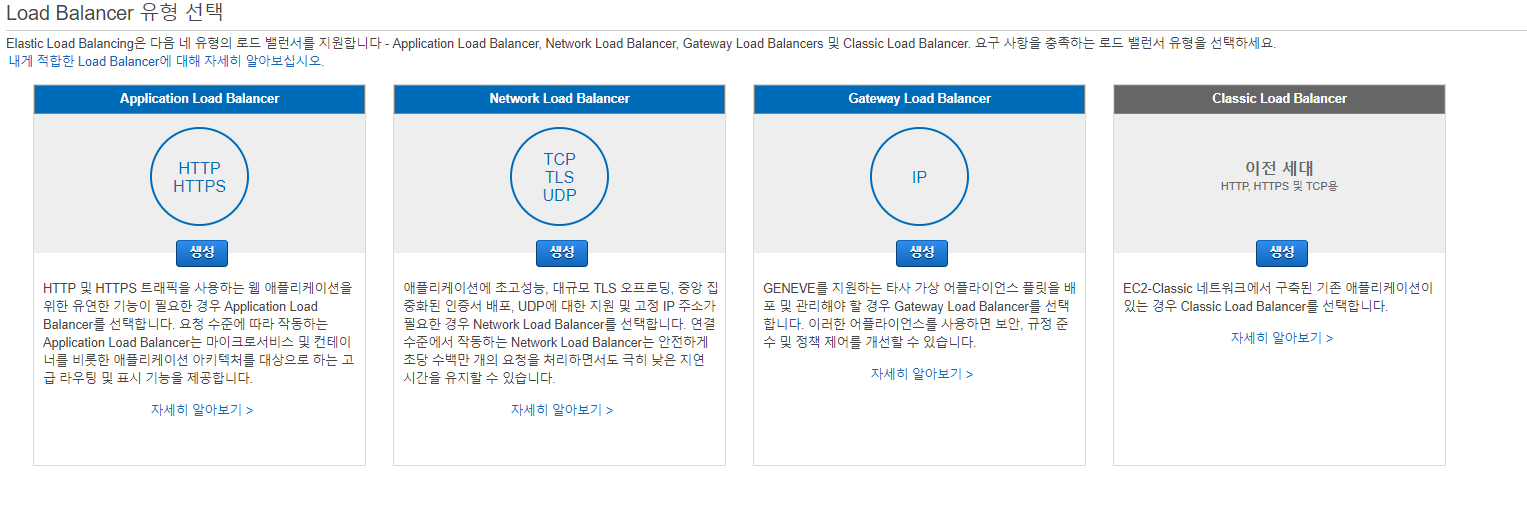 Load Balancer 유형 선택
Elastic Load Balancing은 다음 네 유형의 로드 밸런서를 지원합니다 - Application Load Balancer, Network Load Balancer, Gateway Load Balancers 및 Classic Load Balancer. 요구 사항을 충족하는 로드 밸런서 유형을 선택하세요.
내게 적합한 Load Balancer에 대해 자세히 알아보십시오.
Application Load Balancer
HTTP
HTTPS
생성
HTTP 및 HTTPS 트래픽을 사용하는 웹 애플리케이션을
위한 유연한 기능이 필요한 경우 Application Load
Balancer를 선택합니다. 요청 수준에 따라 작동하는
Application Load Balancer는 마이크로서비스 및 컨테이
너를 비롯한 애플리케이션 아키텍처를 대상으로 하는 고
급 라우팅 및 표시 기능을 제공합니다.
자세히 알아보기 >
Network Load Balancer
TCP
TLS
UDP
생성
애플리케이션에 초고성능, 대규모 TLS 오프로딩, 중앙 집
중화된 인증서 배포, UDP에 대한 지원 및 고정 IP 주소가
필요한 경우 Network Load Balancer를 선택합니다. 연결
수준에서 작동하는 Network Load Balancer는 안전하게
초당 수백만 개의 요청을 처리하면서도 극히 낮은 지연
시간을 유지할 수 있습니다.
자세히 알아보기 >
Gateway Load Balancer
IP
생성
GENEVE를 지원하는 타사 가상 어플라이언스 플릿을 배
포 및 관리해야 할 경우 Gateway Load Balancer를 선택
합니다. 이러한 어플라이언스를 사용하면 보안, 규정 준
수 및 정책 제어를 개선할 수 있습니다.
자세히 알아보기 >
Classic Load Balancer
이전 세대
HTTP, HTTPS 및 TCP용
생성
EC2-Classic 네트워크에서 구축된 기존 애플리케이션이
있는 경우 Classic Load Balancer를 선택합니다.
자세히 알아보기 >